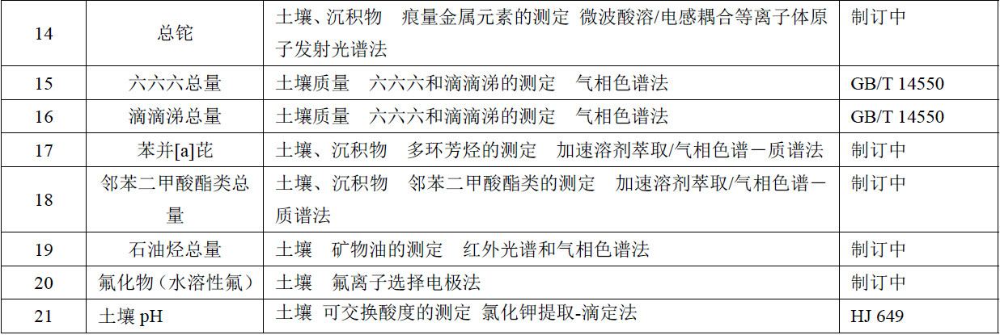 14 总铊 土壤、沉积物 痕量金属元素的测定 微波酸溶/电感耦合等离子体原 制订中
子发射光谱法
15 六六六总量 土壤质量 六六六和滴滴涕的测定 气相色谱法 GB/T 14550
16 滴滴涕总量 土壤质量 六六六和滴滴涕的测定 气相色谱法 GB/T 14550
17 苯并[a]芘 土壤、沉积物 多环芳烃的测定 加速溶剂萃取/气相色谱－质谱法 制订中
18 邻苯二甲酸酯类总 土壤、沉积物 邻苯二甲酸酯类的测定 加速溶剂萃取/气相色谱－ 制订中
量 质谱法
19 石油烃总量 土壤 矿物油的测定 红外光谱和气相色谱法 制订中
20 氟化物（水溶性氟） 土壤 氟离子选择电极法 制订中
21 土壤 pH 土壤 可交换酸度的测定 氯化钾提取-滴定法 HJ 649